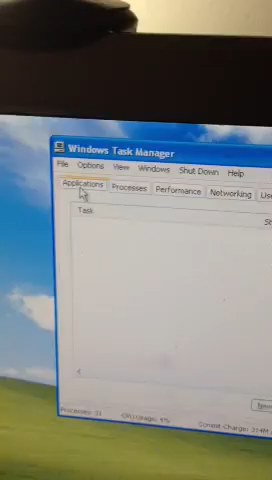 Windows Task Manager
File Options View Windows Shut Down Help
Applications Processes Performance Networking
Task
Processes: 31 CPU Usage: 4% Commit Charge: 314M